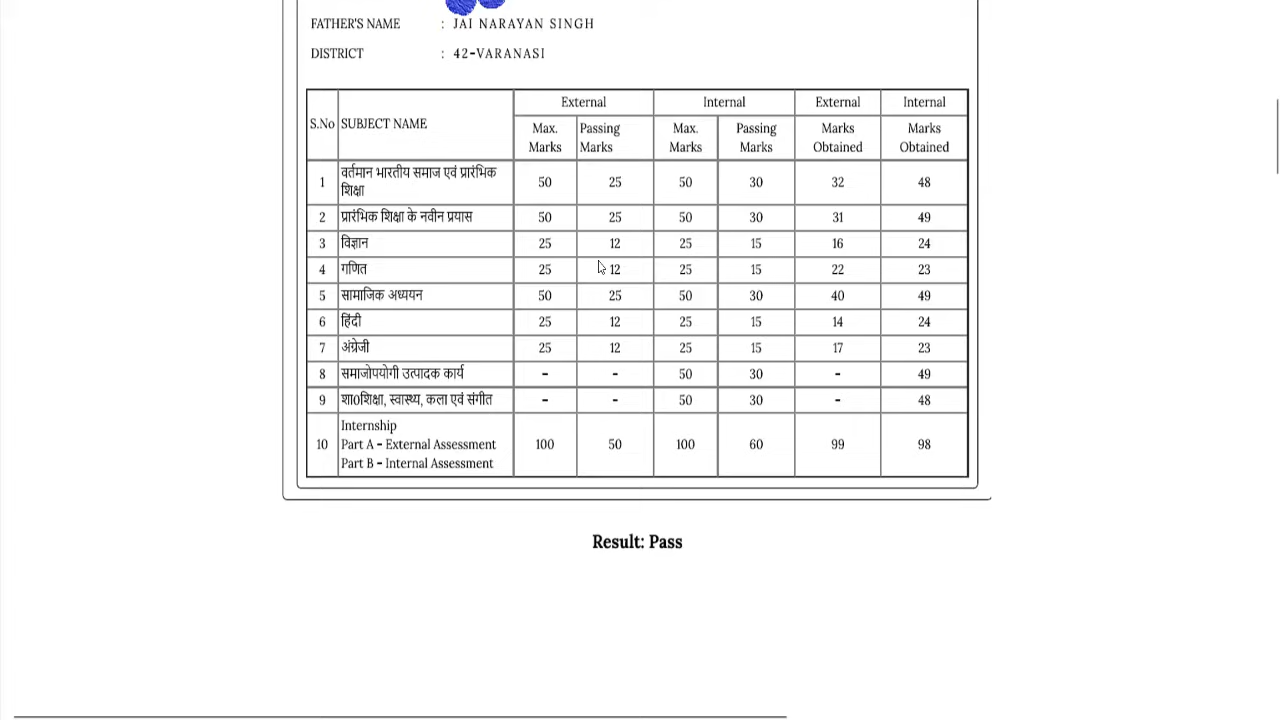 FATHER'S NAME : JAI NARAYAN SINGH
DISTRICT : 42-VARANASI
External Internal External Internal
S.No SUBJECT NAME Max. Marks Passing Marks Max. Marks Passing Marks Marks Obtained Marks Obtained
1 वर्तमान भारतीय समाज एवं प्रारंभिक शिक्षा 50 25 50 30 32 48
2 प्रारंभिक शिक्षा के नवीन प्रयास 50 25 50 30 31 49
3 विज्ञान 25 12 25 15 16 24
4 गणित 25 12 25 15 22 23
5 सामाजिक अध्ययन 50 25 50 30 40 49
6 हिंदी 25 12 25 15 14 24
7 अंग्रेजी 25 12 25 15 17 23
8 समाजोपयोगी उत्पादक कार्य - - 50 30 - 49
9 शा0शिक्षा, स्वास्थ्य, कला एवं संगीत - - 50 30 - 48
Internship
10 Part A - External Assessment 100 50 100 60 99 98
Part B - Internal Assessment
Result: Pass